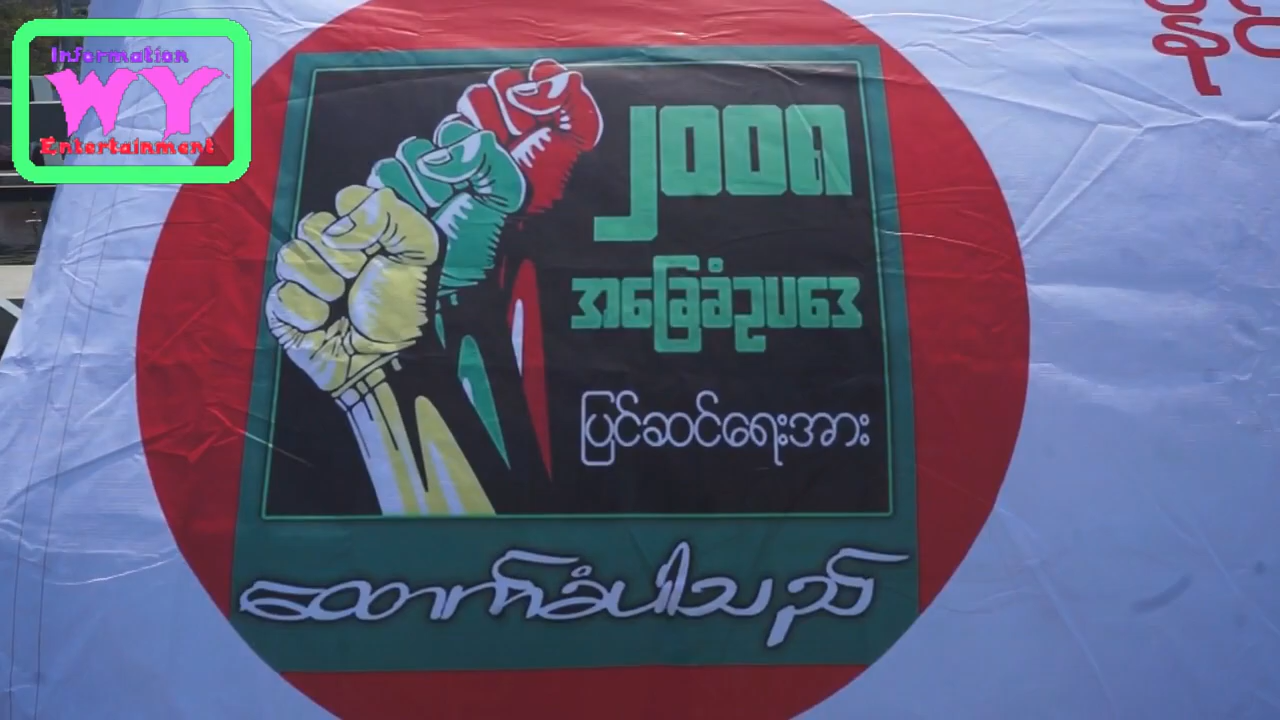 Information
WY
Entertainment
၂၀၀၈
အခြေခံဥပဒေ
ပြင်ဆင်ရေးအား
ထောက်ခံပါသည်